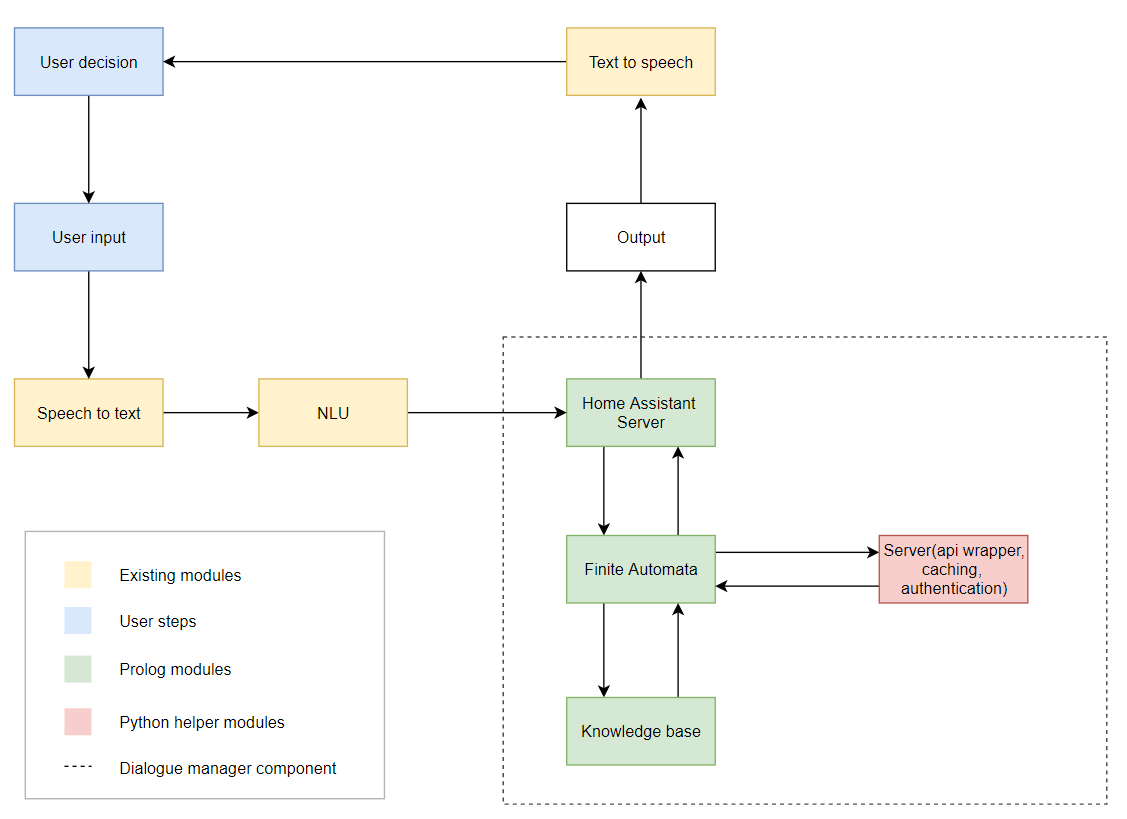 User decision
Text to speech
User input
Output
Speech to text
NLU
Home Assistant
Server
Finite Automata
Server(api wrapper,
caching,
authentication)
Knowledge base
Existing modules
User steps
Prolog modules
Python helper modules
Dialogue manager component